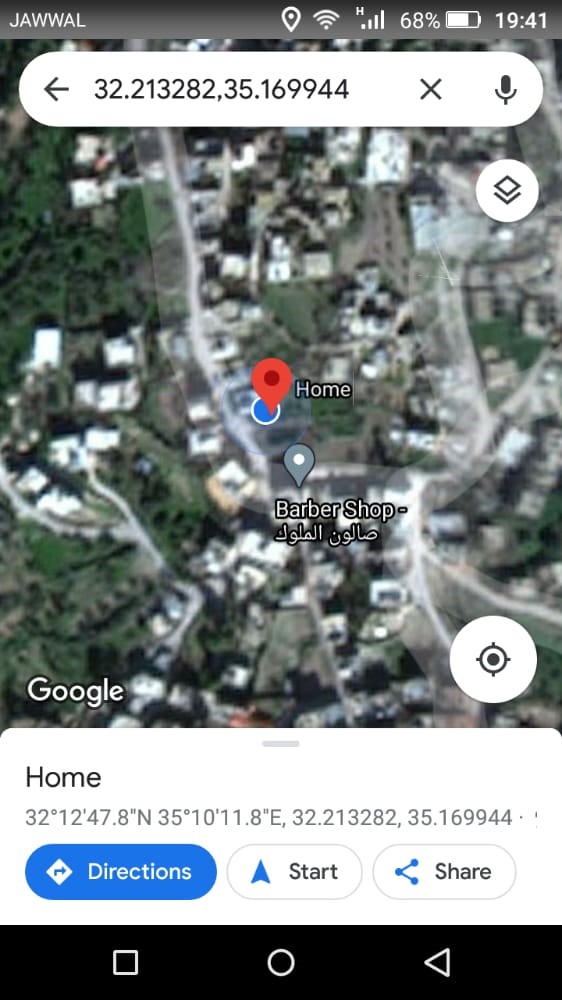 JAWWAL
H
68%
19:41
32.213282,35.169944
Home
Barber Shop -
صالون الملوك
Google
Home
32°12'47.8"N 35°10'11.8"E, 32.213282, 35.169944 ·
Directions
Start
Share